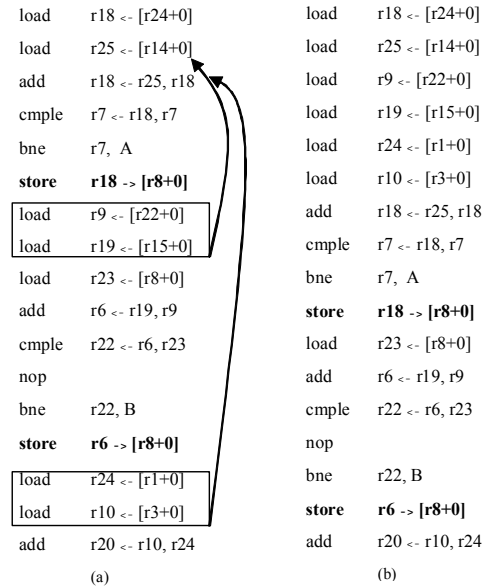 load r18 <- [r24+0]
load r25 <- [r14+0]
add r18 <- r25, r18
cmple r7 <- r18, r7
bne r7, A
store r18 -> [r8+0]
load r9 <- [r22+0]
load r19 <- [r15+0]
load r23 <- [r8+0]
add r6 <- r19, r9
cmple r22 <- r6, r23
nop
bne r22, B
store r6 -> [r8+0]
load r24 <- [r1+0]
load r10 <- [r3+0]
add r20 <- r10, r24
(a)
load r18 <- [r24+0]
load r25 <- [r14+0]
load r9 <- [r22+0]
load r19 <- [r15+0]
load r24 <- [r1+0]
load r10 <- [r3+0]
add r18 <- r25, r18
cmple r7 <- r18, r7
bne r7, A
store r18 -> [r8+0]
load r23 <- [r8+0]
add r6 <- r19, r9
cmple r22 <- r6, r23
nop
bne r22, B
store r6 -> [r8+0]
add r20 <- r10, r24
(b)